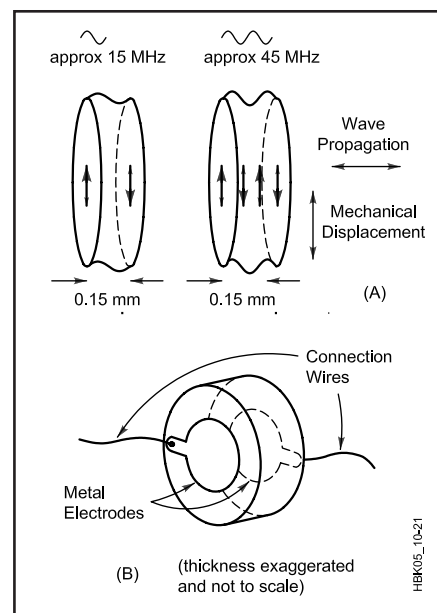 approx 15 MHz
approx 45 MHz
Wave
Propagation
Mechanical
Displacement
0.15 mm
0.15 mm
(A)
Connection
Wires
Metal
Electrodes
(B)
(thickness exaggerated
and not to scale)
HBK05_10-21